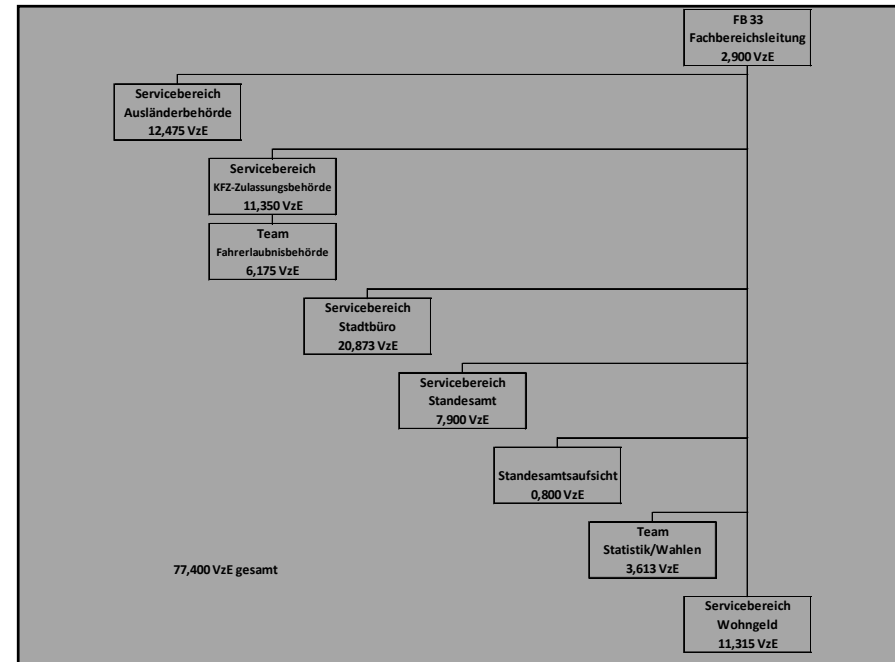 FB 33
Fachbereichsleitung
2,900 VzE
Servicebereich
Ausländerbehörde
12,475 VzE
Servicebereich
KFZ-Zulassungsbehörde
11,350 VzE
Team
Fahrerlaubnisbehörde
6,175 VzE
Servicebereich
Stadtbüro
20,873 VzE
Servicebereich
Standesamt
7,900 VzE
Standesamtsaufsicht
0,800 VzE
Team
Statistik/Wahlen
3,613 VzE
77,400 VzE gesamt
Servicebereich
Wohngeld
11,315 VzE